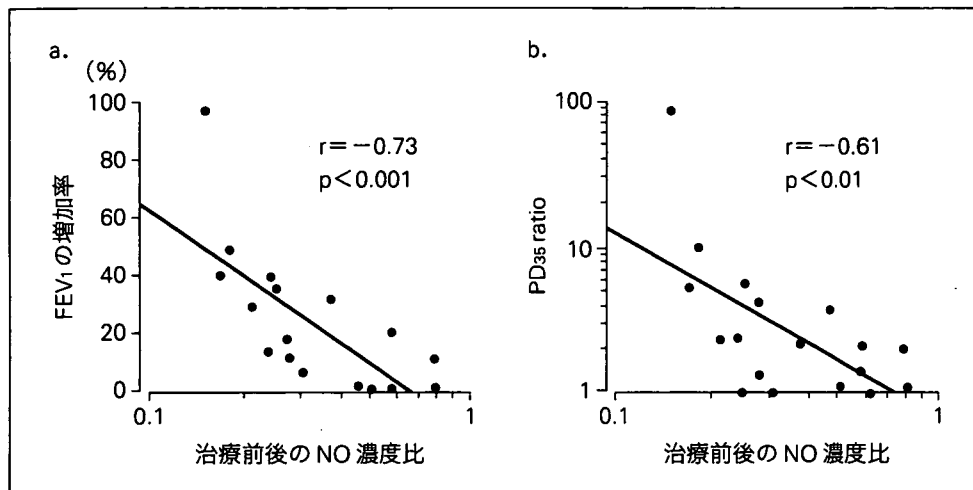 a.
(%)
100
80
60
40
20
0
FEV₁の増加率
r=−0.73
p<0.001
0.1
1
治療前後のNO濃度比
b.
100
10
1
PD₃₅ ratio
r=−0.61
p<0.01
0.1
1
治療前後のNO濃度比